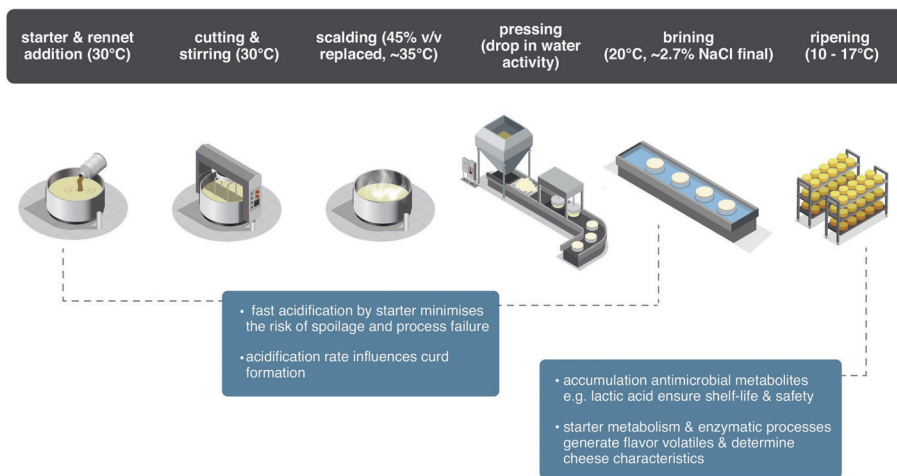 starter & rennet
addition (30°C)
cutting &
stirring (30°C)
scalding (45% v/v
replaced, ~35°C)
pressing
(drop in water
activity)
brining
(20°C, ~2.7% NaCl final)
ripening
(10 - 17°C)
• fast acidification by starter minimises
the risk of spoilage and process failure
• acidification rate influences curd
formation
• accumulation antimicrobial metabolites
e.g. lactic acid ensure shelf-life & safety
• starter metabolism & enzymatic processes
generate flavor volatiles & determine
cheese characteristics